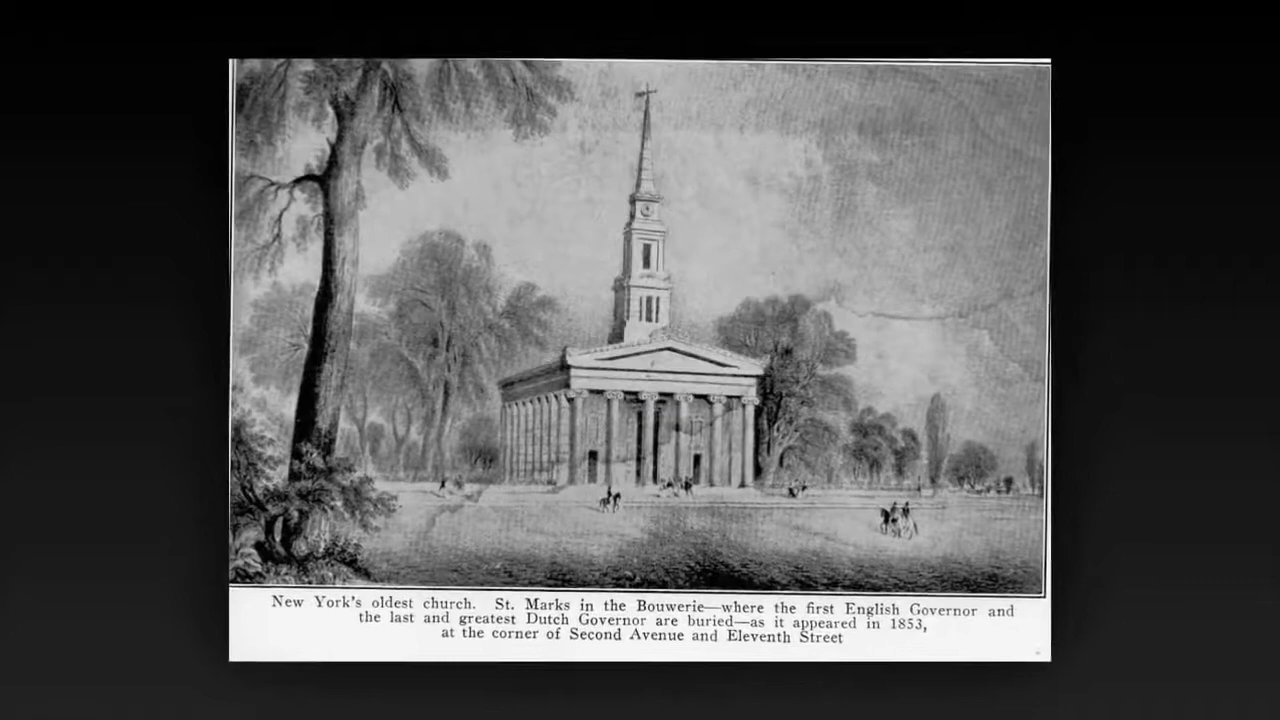 New York's oldest church. St. Marks in the Bouwerie—where the first English Governor and
the last and greatest Dutch Governor are buried—as it appeared in 1853,
at the corner of Second Avenue and Eleventh Street